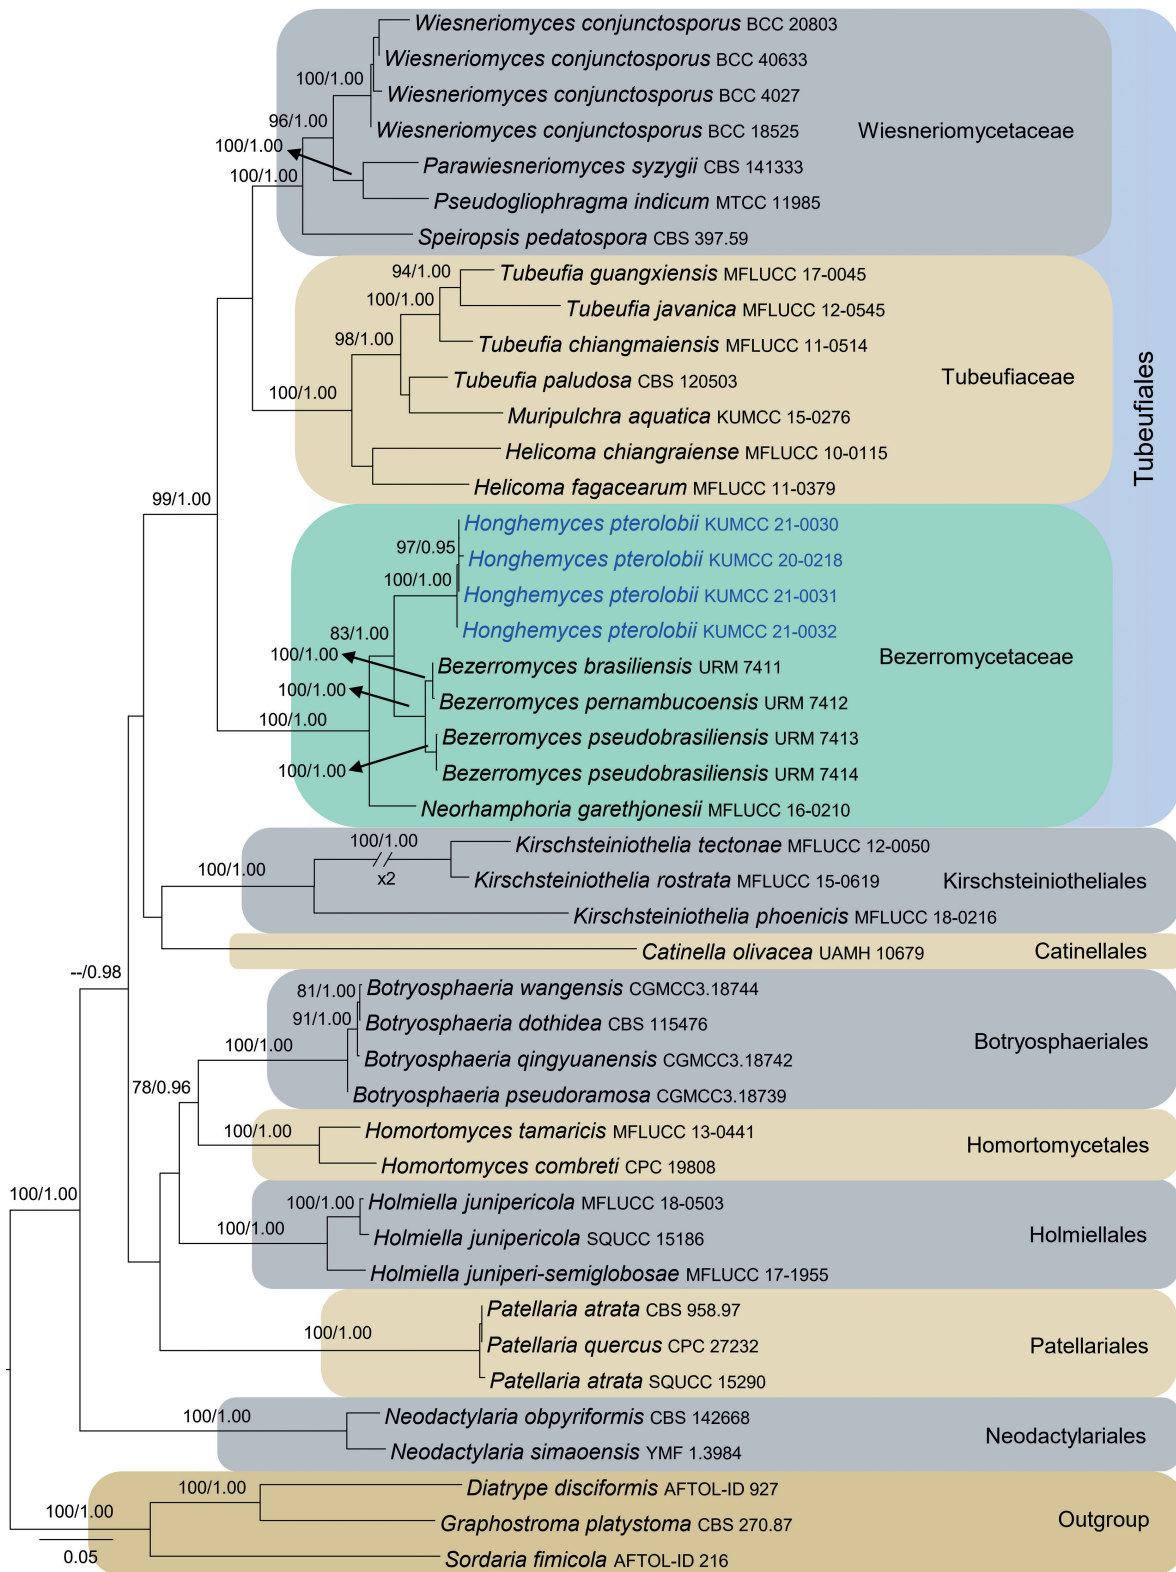 Wiesneriomyces conjunctosporus BCC 20803
Wiesneriomyces conjunctosporus BCC 40633
100/1.00
Wiesneriomyces conjunctosporus BCC 4027
96/1.00
Wiesneriomyces conjunctosporus BCC 18525
Wiesneriomycetaceae
100/1.00
Parawiesneriomyces syzygii CBS 141333
100/1.00
Pseudogliophragma indicum MTCC 11985
Speiropsis pedatospora CBS 397.59
94/1.00
Tubeufia guangxiensis MFLUCC 17-0045
100/1.00
Tubeufia javanica MFLUCC 12-0545
98/1.00
Tubeufia chiangmaiensis MFLUCC 11-0514
Tubeufia paludosa CBS 120503
Tubeufiaceae
100/1.00
Muripulchra aquatica KUMCC 15-0276
Helicoma chiangraiense MFLUCC 10-0115
Helicoma fagacearum MFLUCC 11-0379
Tubeufiales
99/1.00
Honghemyces pterolobii KUMCC 21-0030
97/0.95
Honghemyces pterolobii KUMCC 20-0218
100/1.00
Honghemyces pterolobii KUMCC 21-0031
83/1.00
Honghemyces pterolobii KUMCC 21-0032
100/1.00
Bezerromyces brasiliensis URM 7411
Bezerromycetaceae
100/1.00
Bezerromyces pernambucoensis URM 7412
100/1.00
Bezerromyces pseudobrasiliensis URM 7413
100/1.00
Bezerromyces pseudobrasiliensis URM 7414
Neorhamphoria garethjonesii MFLUCC 16-0210
100/1.00
x2
Kirschsteiniothelia tectonae MFLUCC 12-0050
100/1.00
Kirschsteiniothelia rostrata MFLUCC 15-0619
Kirschsteiniotheliales
Kirschsteiniothelia phoenicis MFLUCC 18-0216
Catinella olivacea UAMH 10679
Catinellales
--/0.98
81/1.00
Botryosphaeria wangensis CGMCC3.18744
91/1.00
Botryosphaeria dothidea CBS 115476
100/1.00
Botryosphaeriales
Botryosphaeria qingyuanensis CGMCC3.18742
78/0.96
Botryosphaeria pseudoramosa CGMCC3.18739
100/1.00
Homortomyces tamaricis MFLUCC 13-0441
Homortomycetales
Homortomyces combreti CPC 19808
100/1.00
100/1.00
Holmiella junipericola MFLUCC 18-0503
100/1.00
Holmiella junipericola SQUCC 15186
Holmiellales
Holmiella juniperi-semiglobosae MFLUCC 17-1955
Patellaria atrata CBS 958.97
100/1.00
Patellaria quercus CPC 27232
Patellariales
Patellaria atrata SQUCC 15290
100/1.00
Neodactylaria obpyriformis CBS 142668
Neodactylariales
Neodactylaria simaoensis YMF 1.3984
100/1.00
Diatrype disciformis AFTOL-ID 927
100/1.00
Graphostroma platystoma CBS 270.87
Outgroup
0.05
Sordaria fimicola AFTOL-ID 216